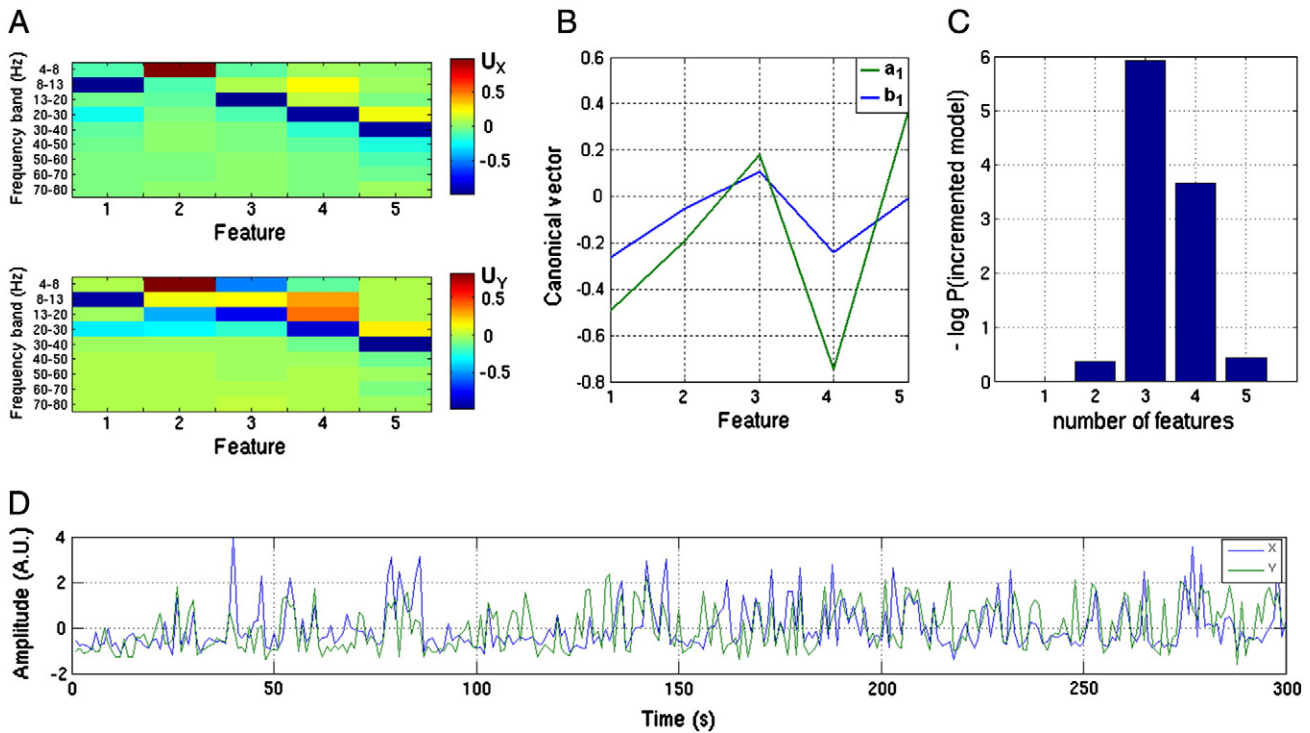 A
Frequency band (Hz)
4-8
8-13
13-20
20-30
30-40
50-60
60-70
70-80
1 2 3 4 5
Feature
U_X
0.5
0
-0.5
Frequency band (Hz)
4-8
8-13
13-20
20-30
30-40
40-50
50-60
60-70
70-80
1 2 3 4 5
Feature
U_Y
0.5
0
-0.5
B
Canonical vector
0.6
0.4
0.2
0
-0.2
-0.4
-0.6
-0.8
1 2 3 4 5
Feature
a_1
b_1
C
- log P(incremented model)
6
5
4
3
2
1
0
1 2 3 4 5
number of features
D
Amplitude (A.U.)
4
2
0
-2
0 50 100 150 200 250 300
Time (s)
X
Y